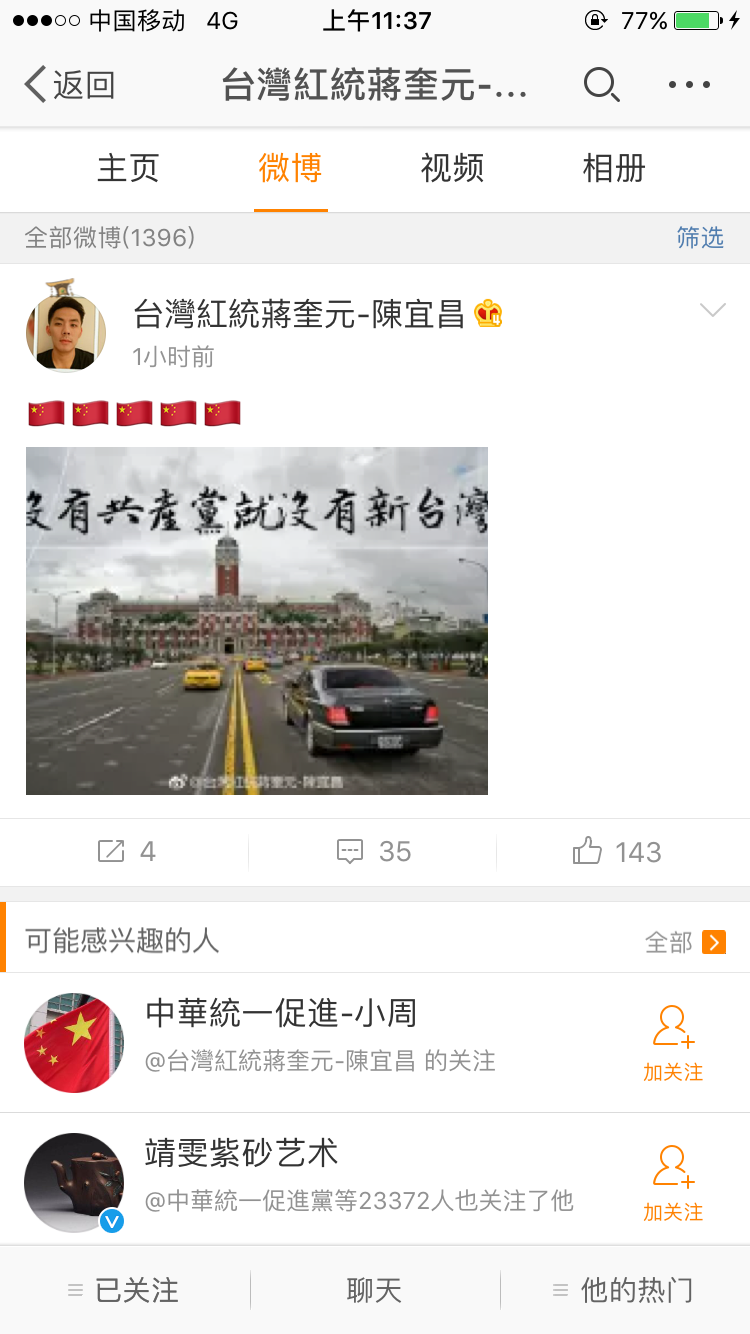 中国移动 4G 上午11:37 77%
返回 台灣紅統蔣奎元-...
主页 微博 视频 相册
全部微博(1396) 筛选
台灣紅統蔣奎元-陳宜昌
1小时前
沒有共產黨就沒有新台灣
@台灣紅統蔣奎元-陳宜昌
4 35 143
可能感兴趣的人 全部
中華統一促進-小周
@台灣紅統蔣奎元-陳宜昌 的关注
加关注
靖雯紫砂艺术
@中華統一促進黨等23372人也关注了他
加关注
已关注 聊天 他的热门